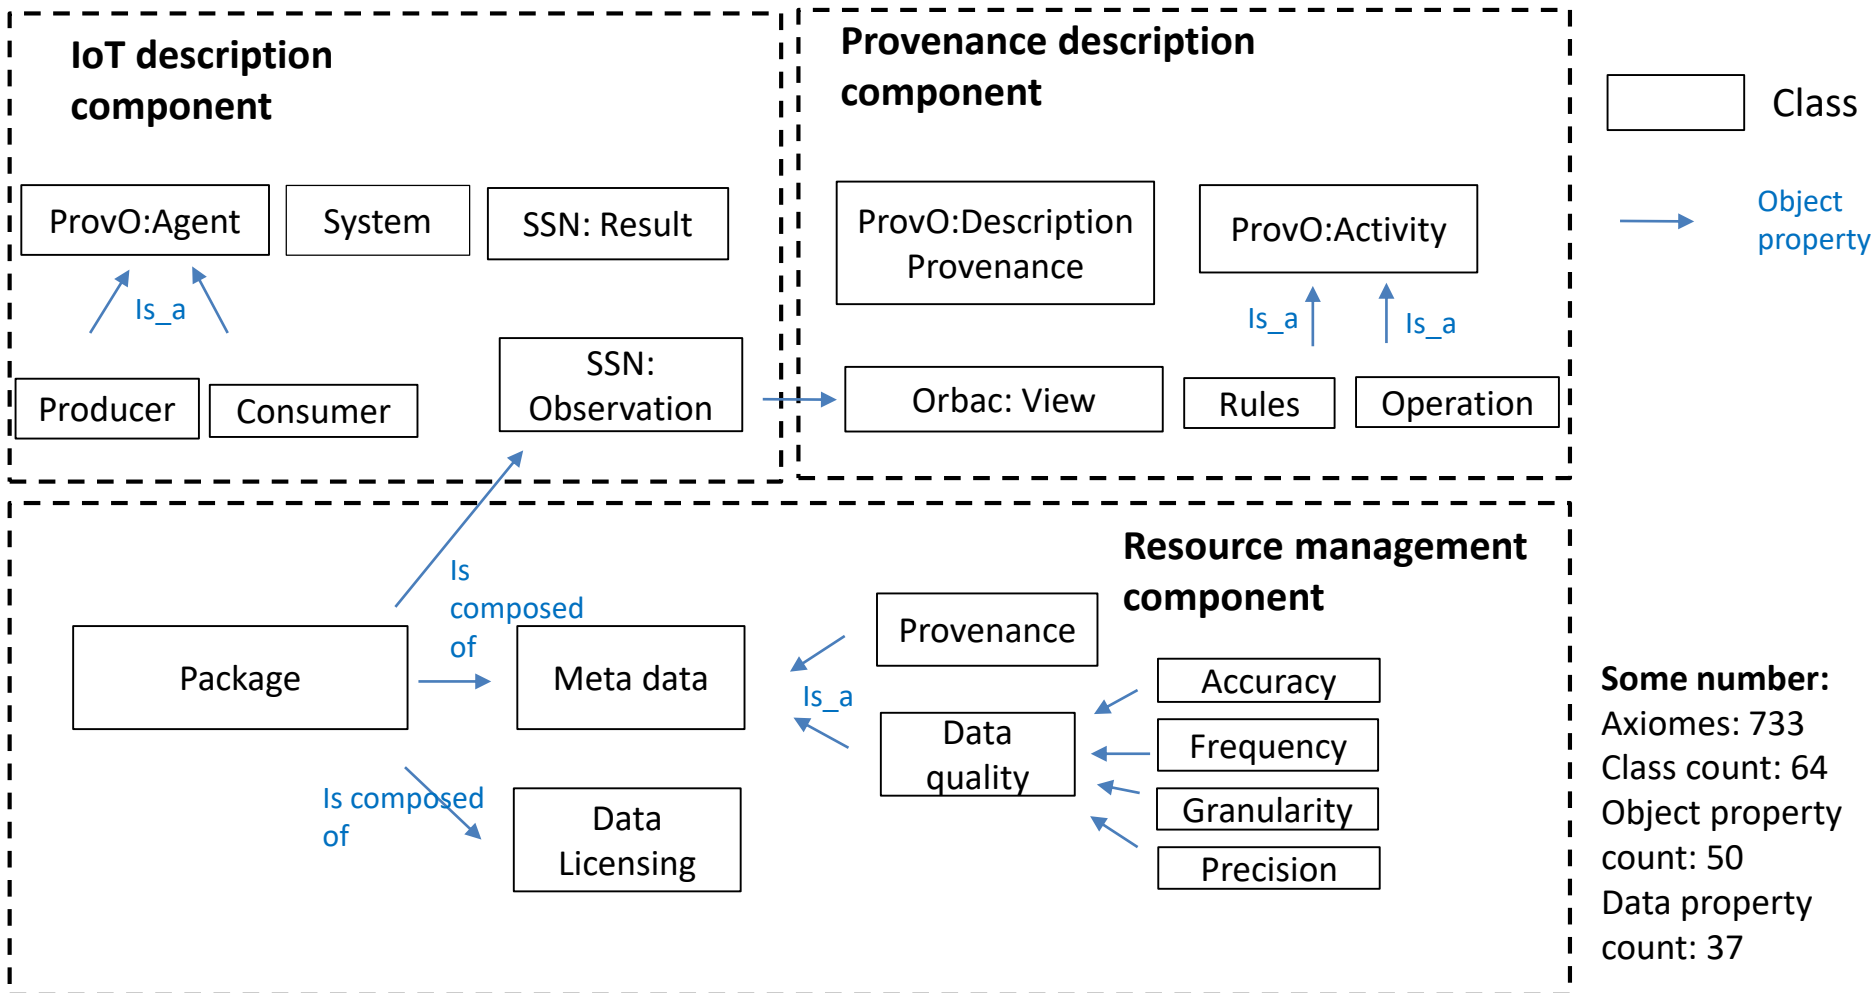 IoT description
component
ProvO:Agent
System
SSN: Result
Is_a
Producer
Consumer
SSN:
Observation
Provenance description
component
ProvO:Description
Provenance
ProvO:Activity
Is_a
Is_a
Orbac: View
Rules
Operation
Class
Object
property
Resource management
component
Is
composed
of
Package
Meta data
Provenance
Is_a
Data
quality
Accuracy
Frequency
Granularity
Precision
Is composed
of
Data
Licensing
Some number:
Axiomes: 733
Class count: 64
Object property
count: 50
Data property
count: 37